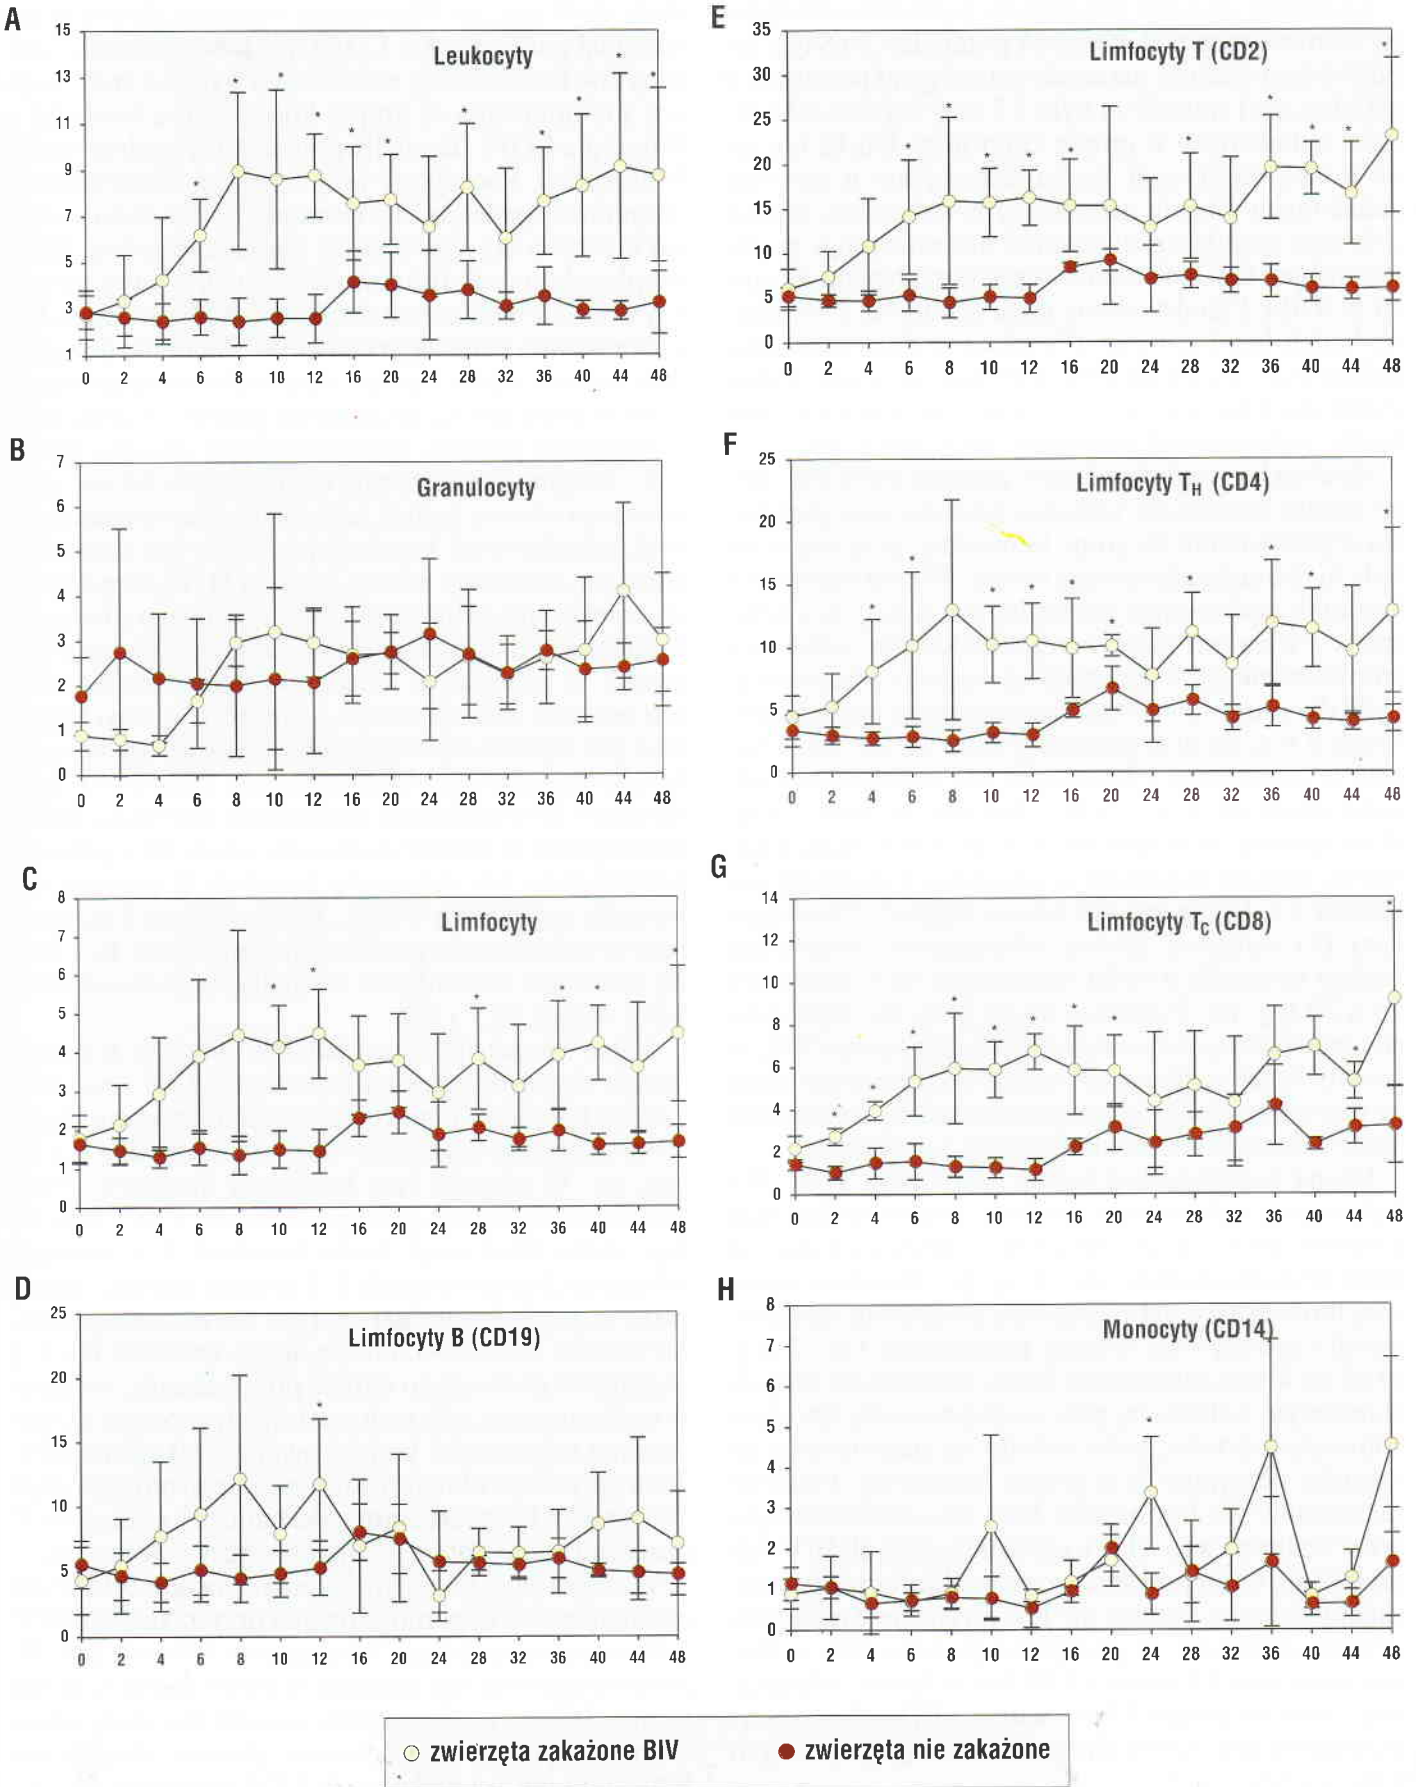 A
Leukocyty
15
13
11
9
7
5
3
1
0 2 4 6 8 10 12 16 20 24 28 32 36 40 44 48
* * * * * * * * * * *
B
Granulocyty
7
6
5
4
3
2
1
0
0 2 4 6 8 10 12 16 20 24 28 32 36 40 44 48
C
Limfocyty
8
7
6
5
4
3
2
1
0
0 2 4 6 8 10 12 16 20 24 28 32 36 40 44 48
* * * * * *
D
Limfocyty B (CD19)
25
20
15
10
5
0
0 2 4 6 8 10 12 16 20 24 28 32 36 40 44 48
*
E
Limfocyty T (CD2)
35
30
25
20
15
10
5
0
0 2 4 6 8 10 12 16 20 24 28 32 36 40 44 48
* * * * * * * * * *
F
Limfocyty T_H (CD4)
25
20
15
10
5
0
0 2 4 6 8 10 12 16 20 24 28 32 36 40 44 48
* * * * * * * * * *
G
Limfocyty T_C (CD8)
14
12
10
8
6
4
2
0
0 2 4 6 8 10 12 16 20 24 28 32 36 40 44 48
* * * * * * * * * *
H
Monocyty (CD14)
8
7
6
5
4
3
2
1
0
0 2 4 6 8 10 12 16 20 24 28 32 36 40 44 48
*
zwierzęta zakażone BIV
zwierzęta nie zakażone